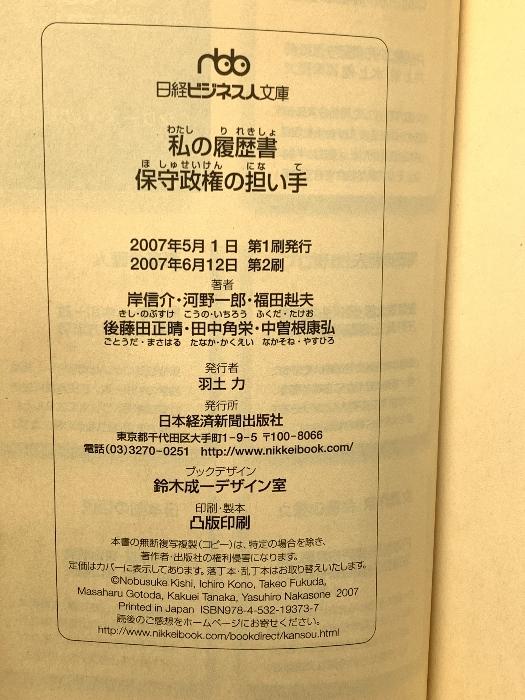 nbb
日経ビジネス人文庫
わたし り れきしょ
私の履歴書
ほ しゅせいけん にな て
保守政権の担い手
2007年5月1日 第1刷発行
2007年6月12日 第2刷
著者
岸信介・河野一郎・福田赳夫
きし・のぶすけ こうの・いちろう ふくだ・たけお
後藤田正晴・田中角栄・中曽根康弘
ごとうだ・まさはる たなか・かくえい なかそね・やすひろ
発行者
羽土 力
発行所
日本経済新聞出版社
東京都千代田区大手町1-9-5 〒100-8066
電話(03)3270-0251 http://www.nikkeibook.com/
ブックデザイン
鈴木成一デザイン室
印刷・製本
凸版印刷
本書の無断複写複製(コピー)は、特定の場合を除き、
著作者・出版社の権利侵害になります。
定価はカバーに表示してあります。落丁本・乱丁本はお取り替えいたします。
©Nobusuke Kishi, Ichiro Kono, Takeo Fukuda,
Masaharu Gotoda, Kakuei Tanaka, Yasuhiro Nakasone 2007
Printed in Japan ISBN978-4-532-19373-7
読後のご感想をホームページにお寄せください。
http://www.nikkeibook.com/bookdirect/kansou.html